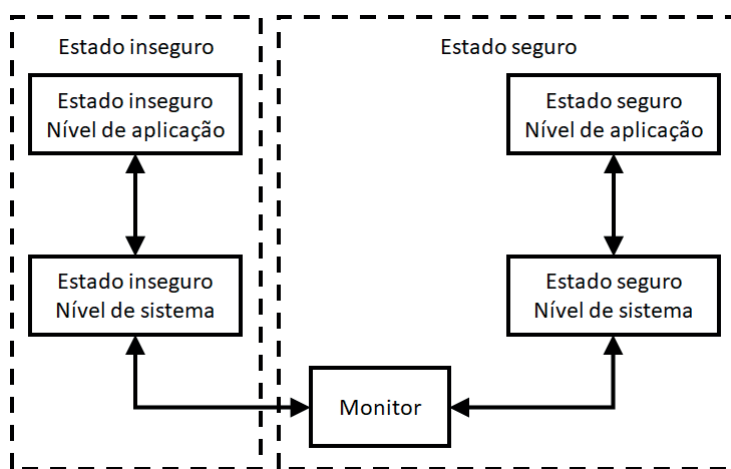 Estado inseguro
Estado seguro
Estado inseguro
Nível de aplicação
Estado seguro
Nível de aplicação
Estado inseguro
Nível de sistema
Estado seguro
Nível de sistema
Monitor